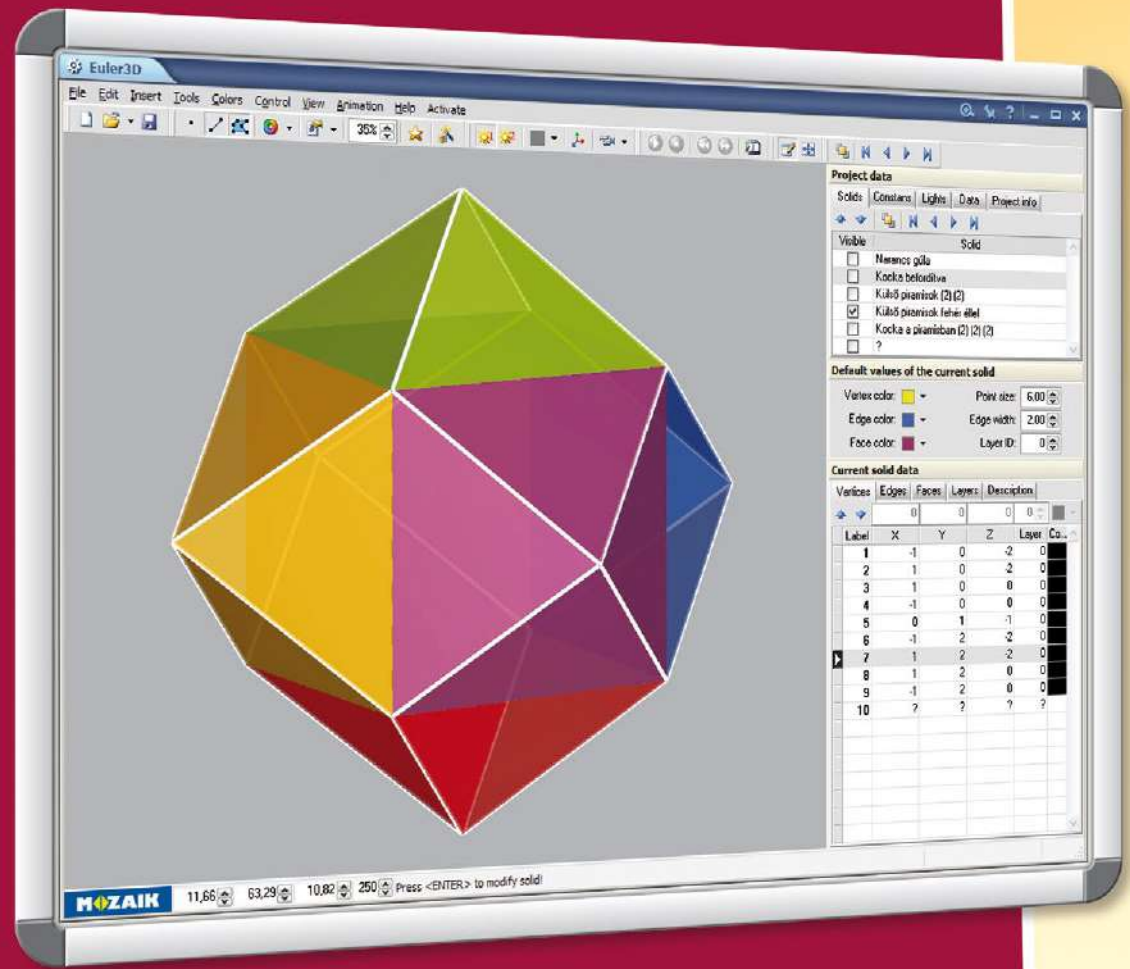 Euler3D
File Edit Insert Tools Colors Control View Animation Help Activate
35%
Project data
Solids Constans Lights Data Project info
Visible Solid
Narancs gúla
Kocka befordítva
Külső piramisok (2) (2)
Külső piramisok fehér éllel
Kocka a piramisban (2) (2) (2)
?
Default values of the current solid
Vertex color: Point size: 6.00
Edge color: Edge width: 2.00
Face color: Layer ID: 0
Current solid data
Vertices Edges Faces Layers Desciption
0 0 0 0
Label X Y Z Layer Co...
1 -1 0 -2 0
2 1 0 -2 0
3 1 0 0 0
4 -1 0 0 0
5 0 1 -1 0
6 -1 2 -2 0
7 1 2 -2 0
8 1 2 0 0
9 -1 2 0 0
10 ? ? ? ?
MOZAIK 11,66 63,29 10,82 250 Press <ENTER> to modify solid!